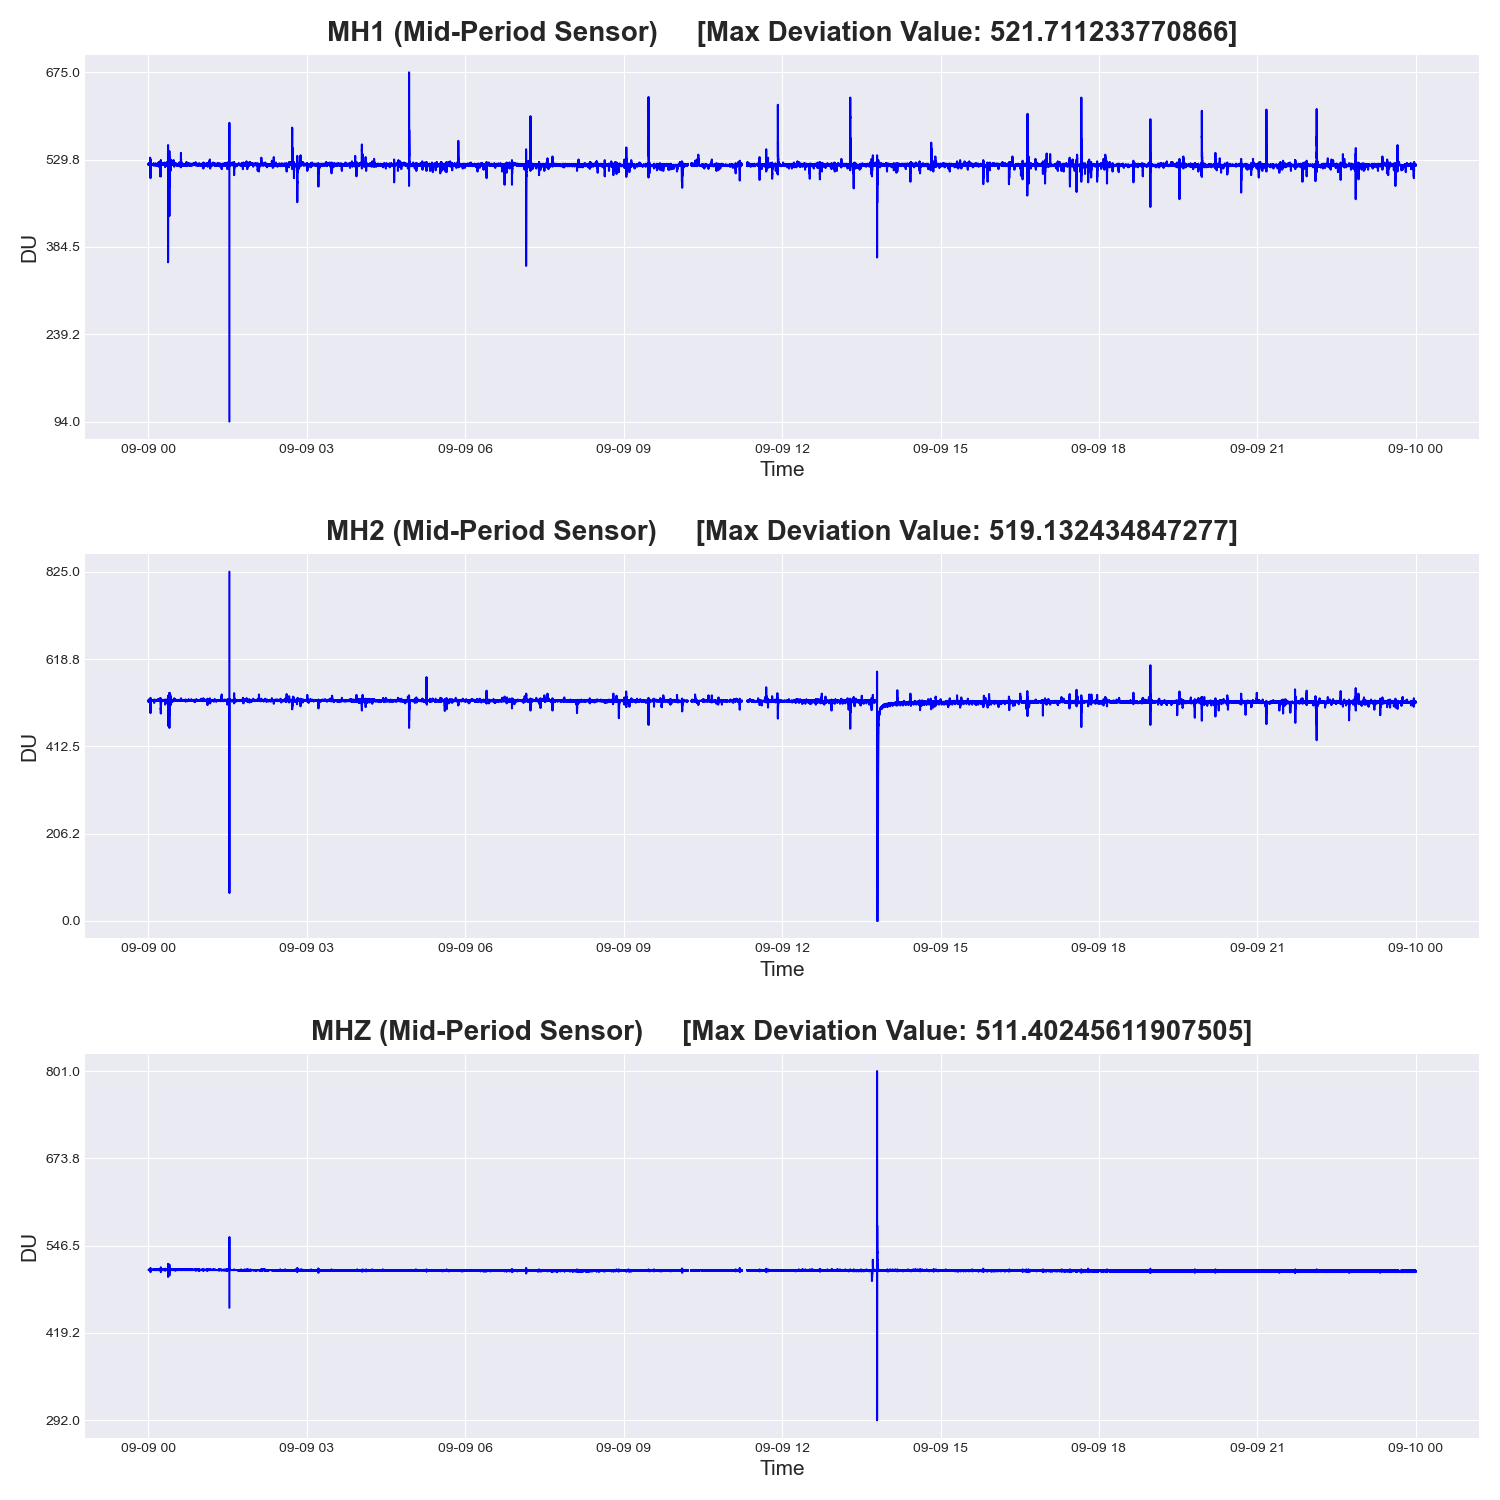 MH1 (Mid-Period Sensor) [Max Deviation Value: 521.711233770866]
675.0
529.8
384.5
239.2
94.0
DU
09-09 00 09-09 03 09-09 06 09-09 09 09-09 12 09-09 15 09-09 18 09-09 21 09-10 00
Time
MH2 (Mid-Period Sensor) [Max Deviation Value: 519.132434847277]
825.0
618.8
412.5
206.2
0.0
DU
09-09 00 09-09 03 09-09 06 09-09 09 09-09 12 09-09 15 09-09 18 09-09 21 09-10 00
Time
MHZ (Mid-Period Sensor) [Max Deviation Value: 511.40245611907505]
801.0
673.8
546.5
419.2
292.0
DU
09-09 00 09-09 03 09-09 06 09-09 09 09-09 12 09-09 15 09-09 18 09-09 21 09-10 00
Time